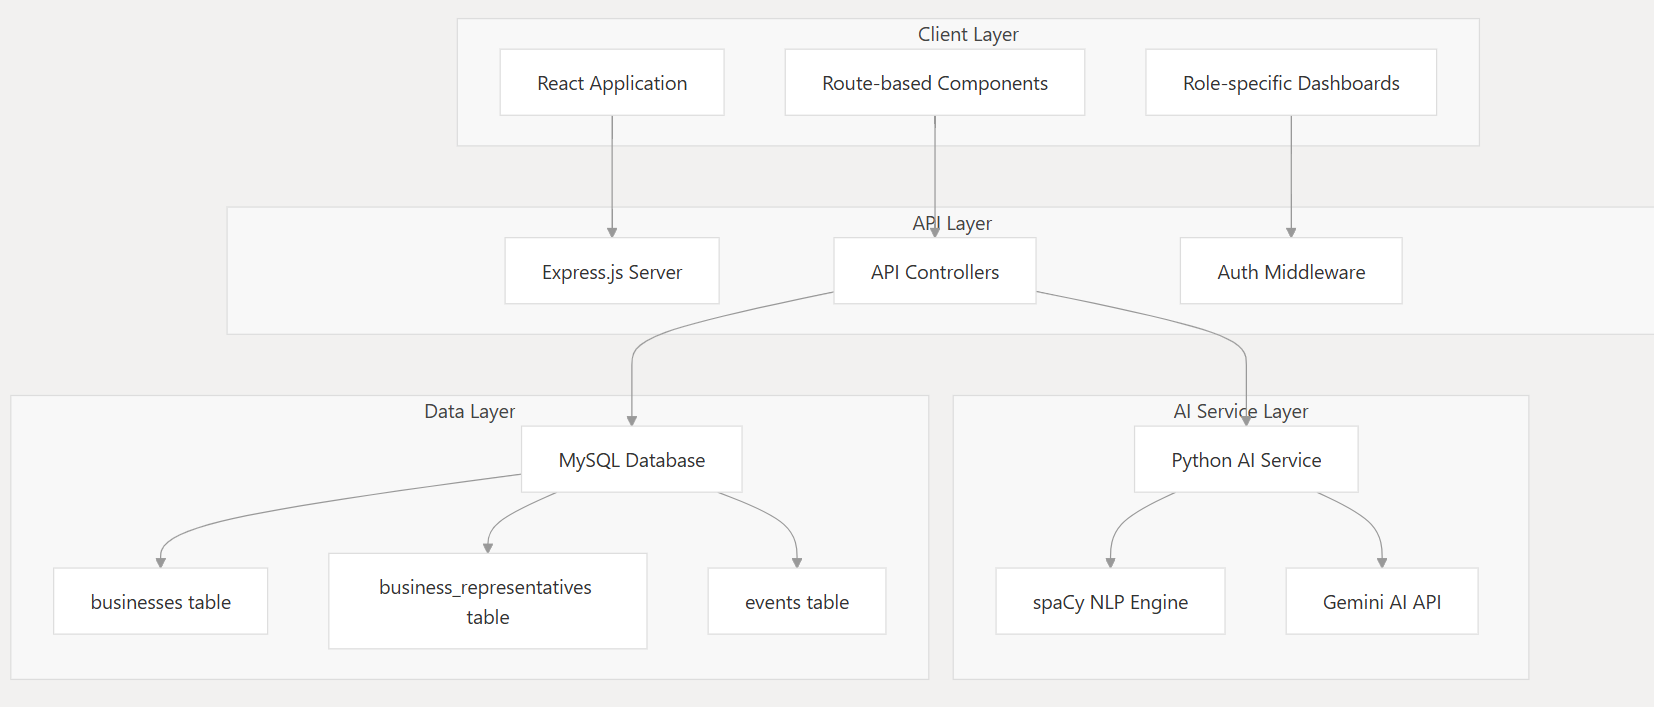 Client Layer
React Application
Route-based Components
Role-specific Dashboards
API Layer
Express.js Server
API Controllers
Auth Middleware
Data Layer
MySQL Database
businesses table
business_representatives
table
events table
AI Service Layer
Python AI Service
spaCy NLP Engine
Gemini AI API